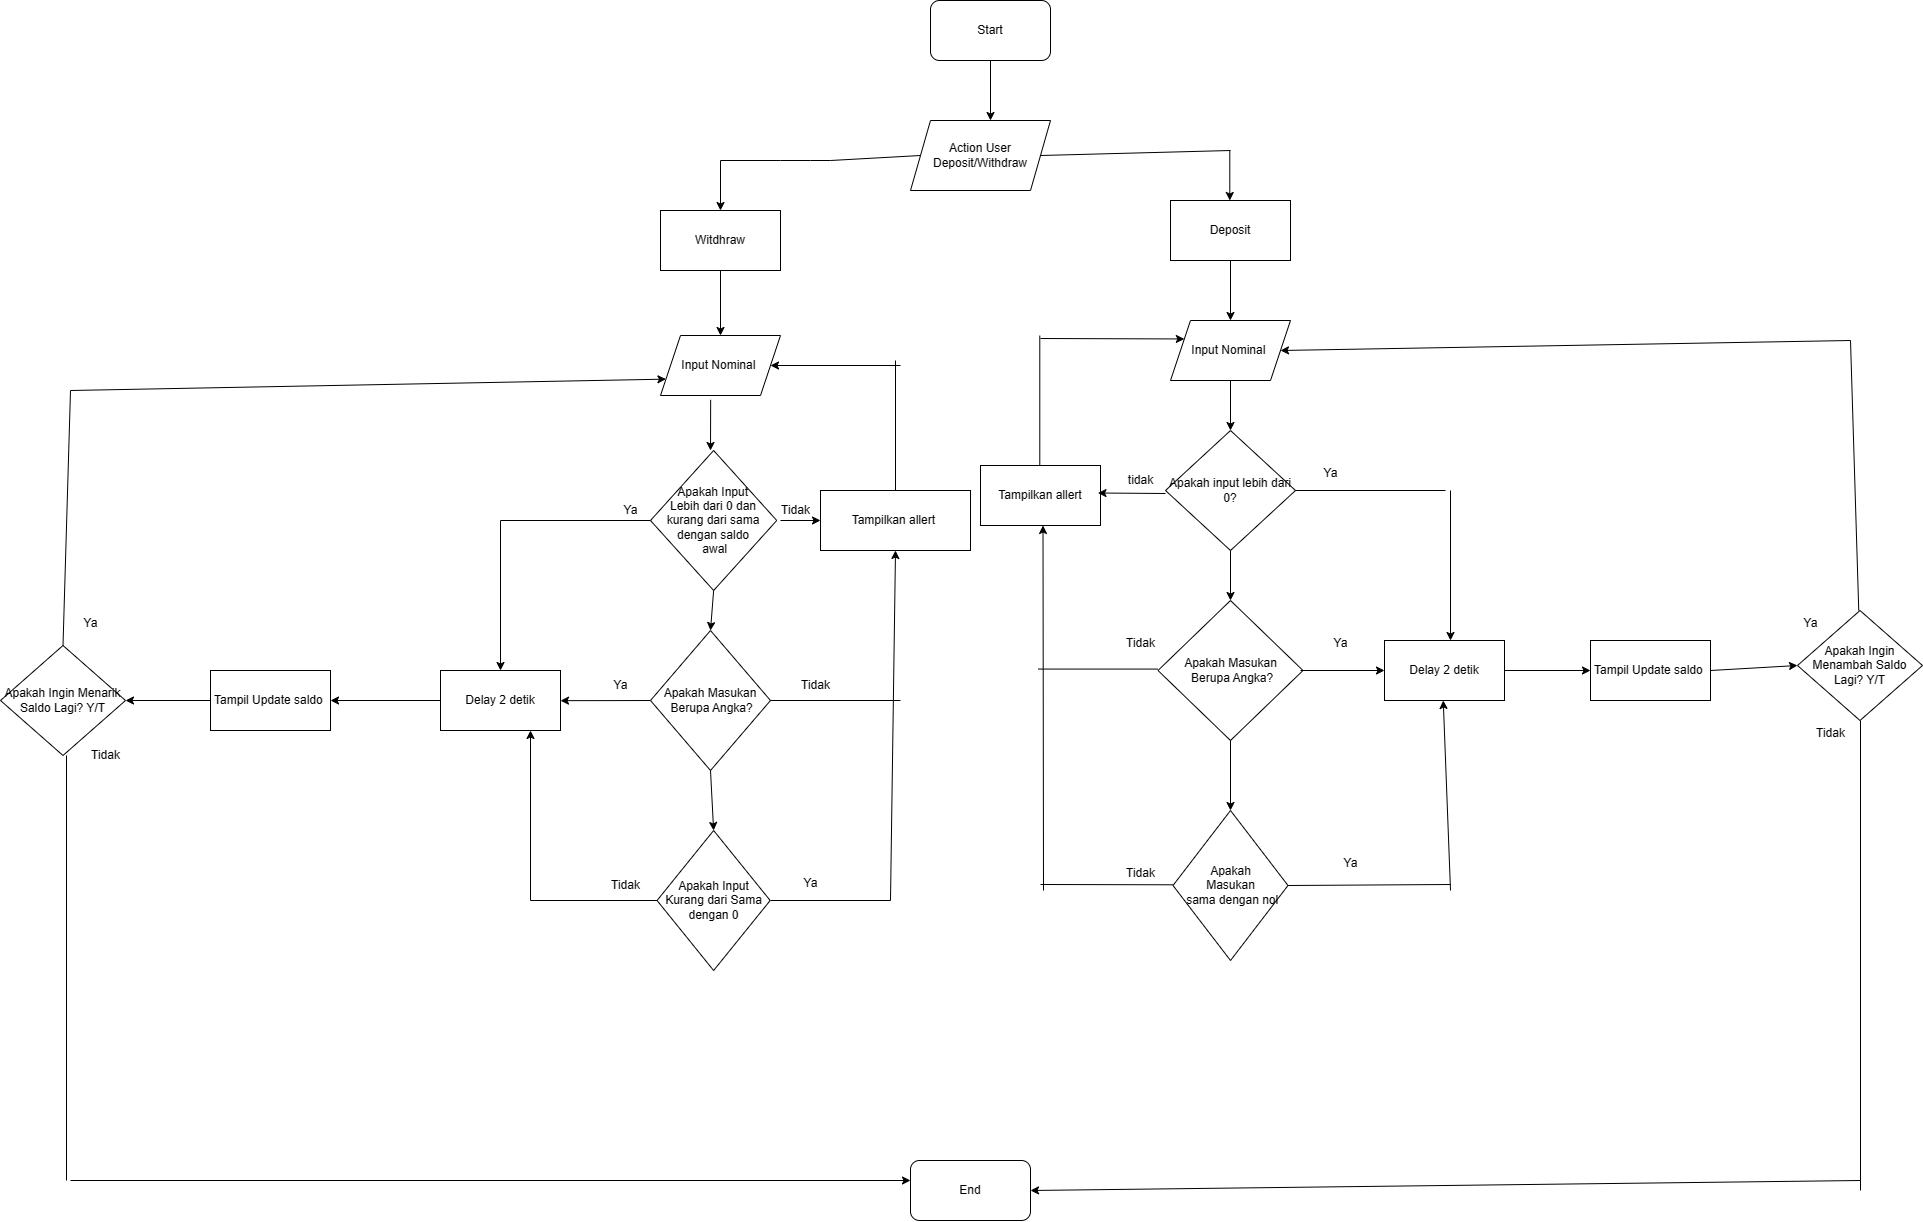 Start
Action User
Deposit/Withdraw
Witdhraw
Deposit
Input Nominal
Input Nominal
Apakah Input
Lebih dari 0 dan
kurang dari sama
dengan saldo
awal
Ya
Tidak
Tampilkan allert
Tampilkan allert
tidak
Apakah input lebih dari
0?
Ya
Ya
Apakah Ingin Menarik
Saldo Lagi? Y/T
Tidak
Tampil Update saldo
Delay 2 detik
Ya
Apakah Masukan
Berupa Angka?
Tidak
Tidak
Apakah Masukan
Berupa Angka?
Ya
Delay 2 detik
Tampil Update saldo
Ya
Apakah Ingin
Menambah Saldo
Lagi? Y/T
Tidak
Tidak
Apakah Input
Kurang dari Sama
dengan 0
Ya
Tidak
Apakah
Masukan
sama dengan nol
Ya
End